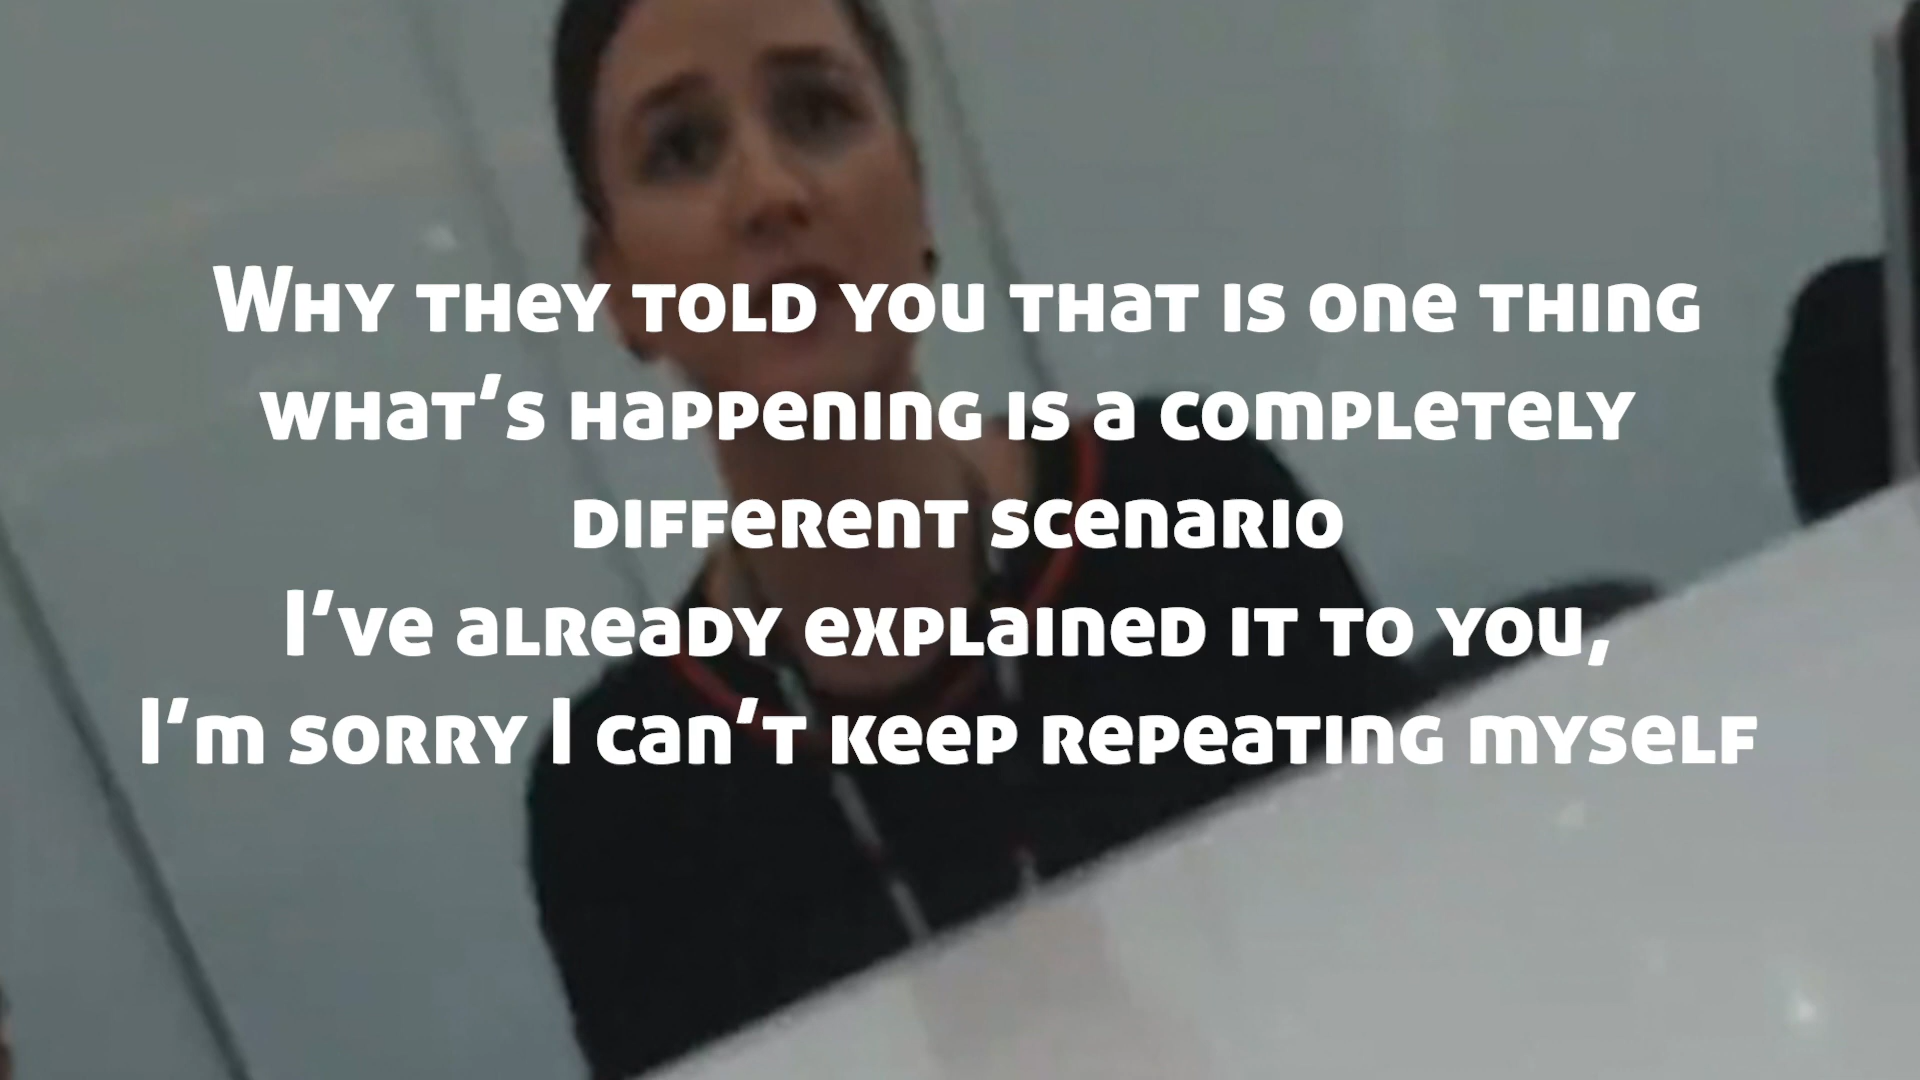 Why they told you that is one thing
what's happening is a completely
different scenario
I've already explained it to you,
I'm sorry I can't keep repeating myself